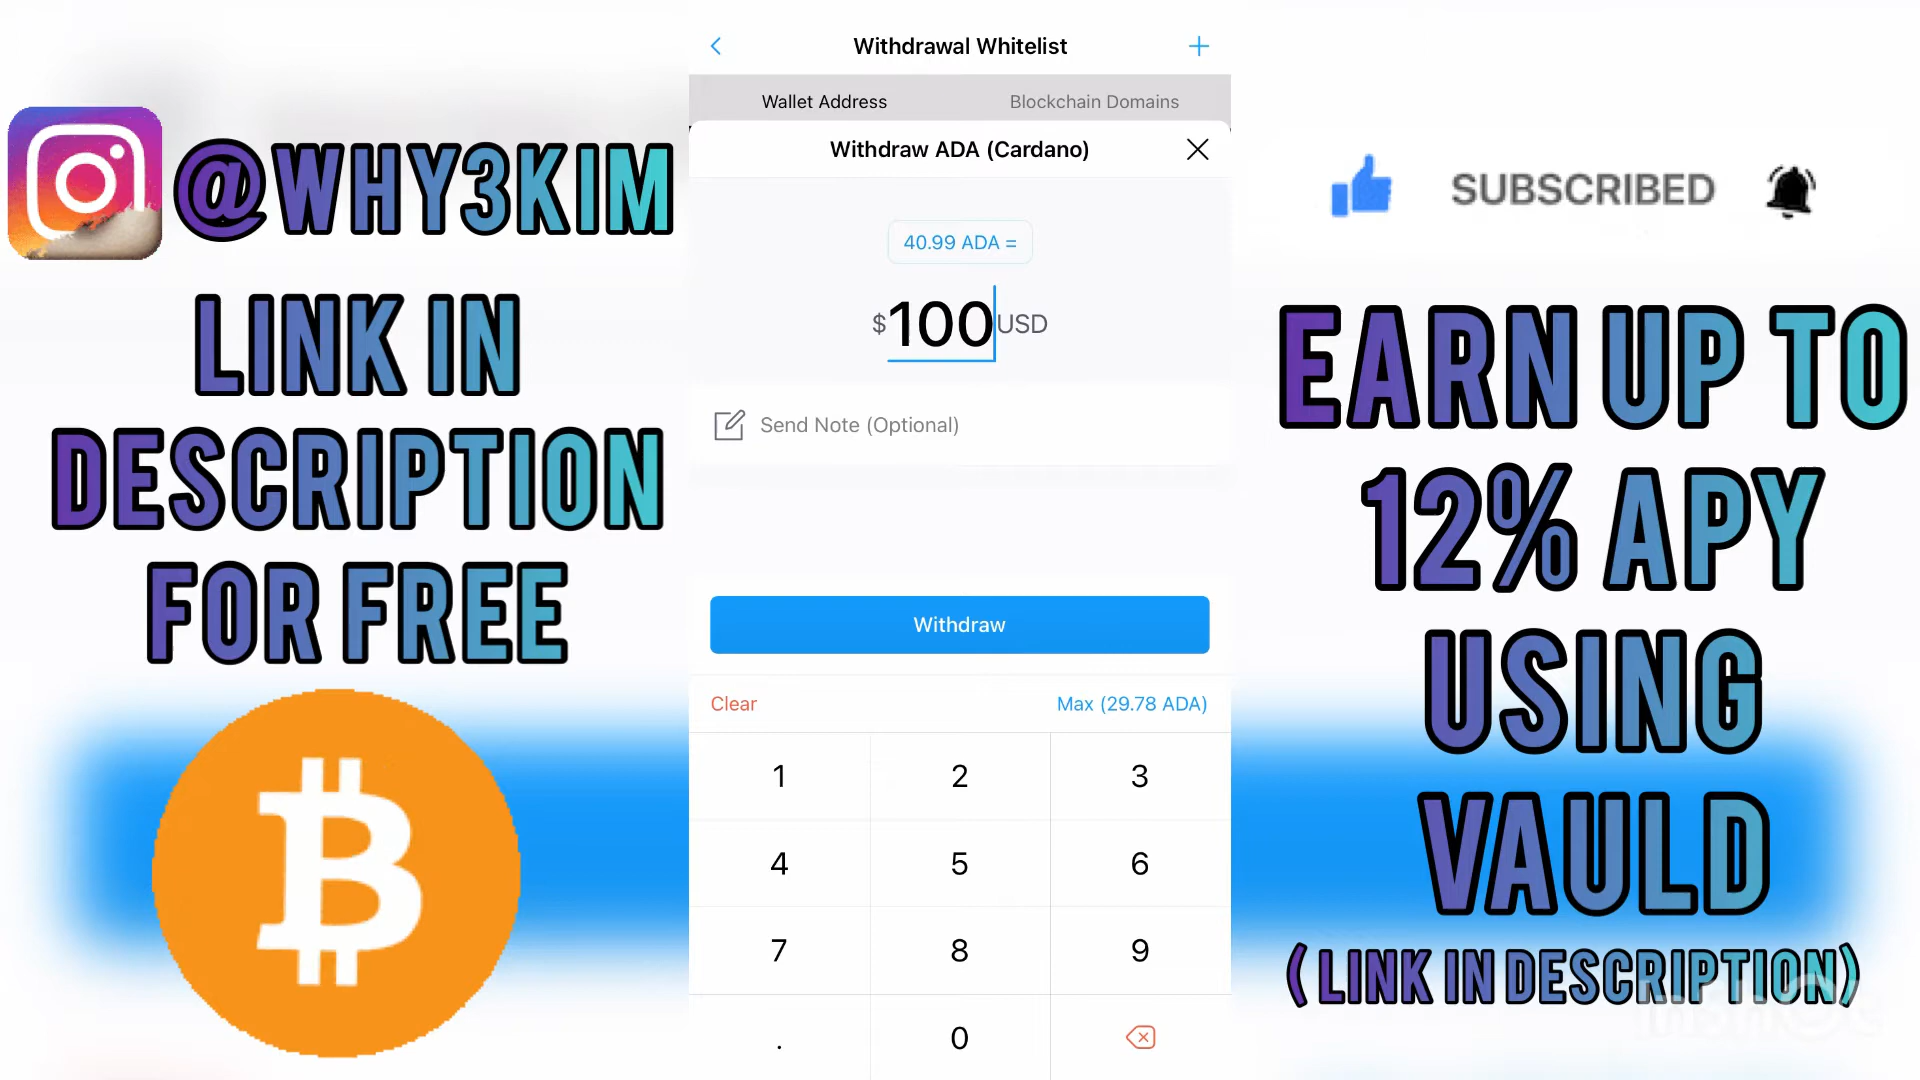 @WHY3KIM
LINK IN
DESCRIPTION
FOR FREE
Withdrawal Whitelist
Wallet Address
Blockchain Domains
Withdraw ADA (Cardano)
40.99 ADA =
$100 USD
Send Note (Optional)
Withdraw
Clear
Max (29.78 ADA)
1 2 3
4 5 6
7 8 9
. 0
SUBSCRIBED
EARN UP TO
12% APY
USING
VAULD
(LINK IN DESCRIPTION)